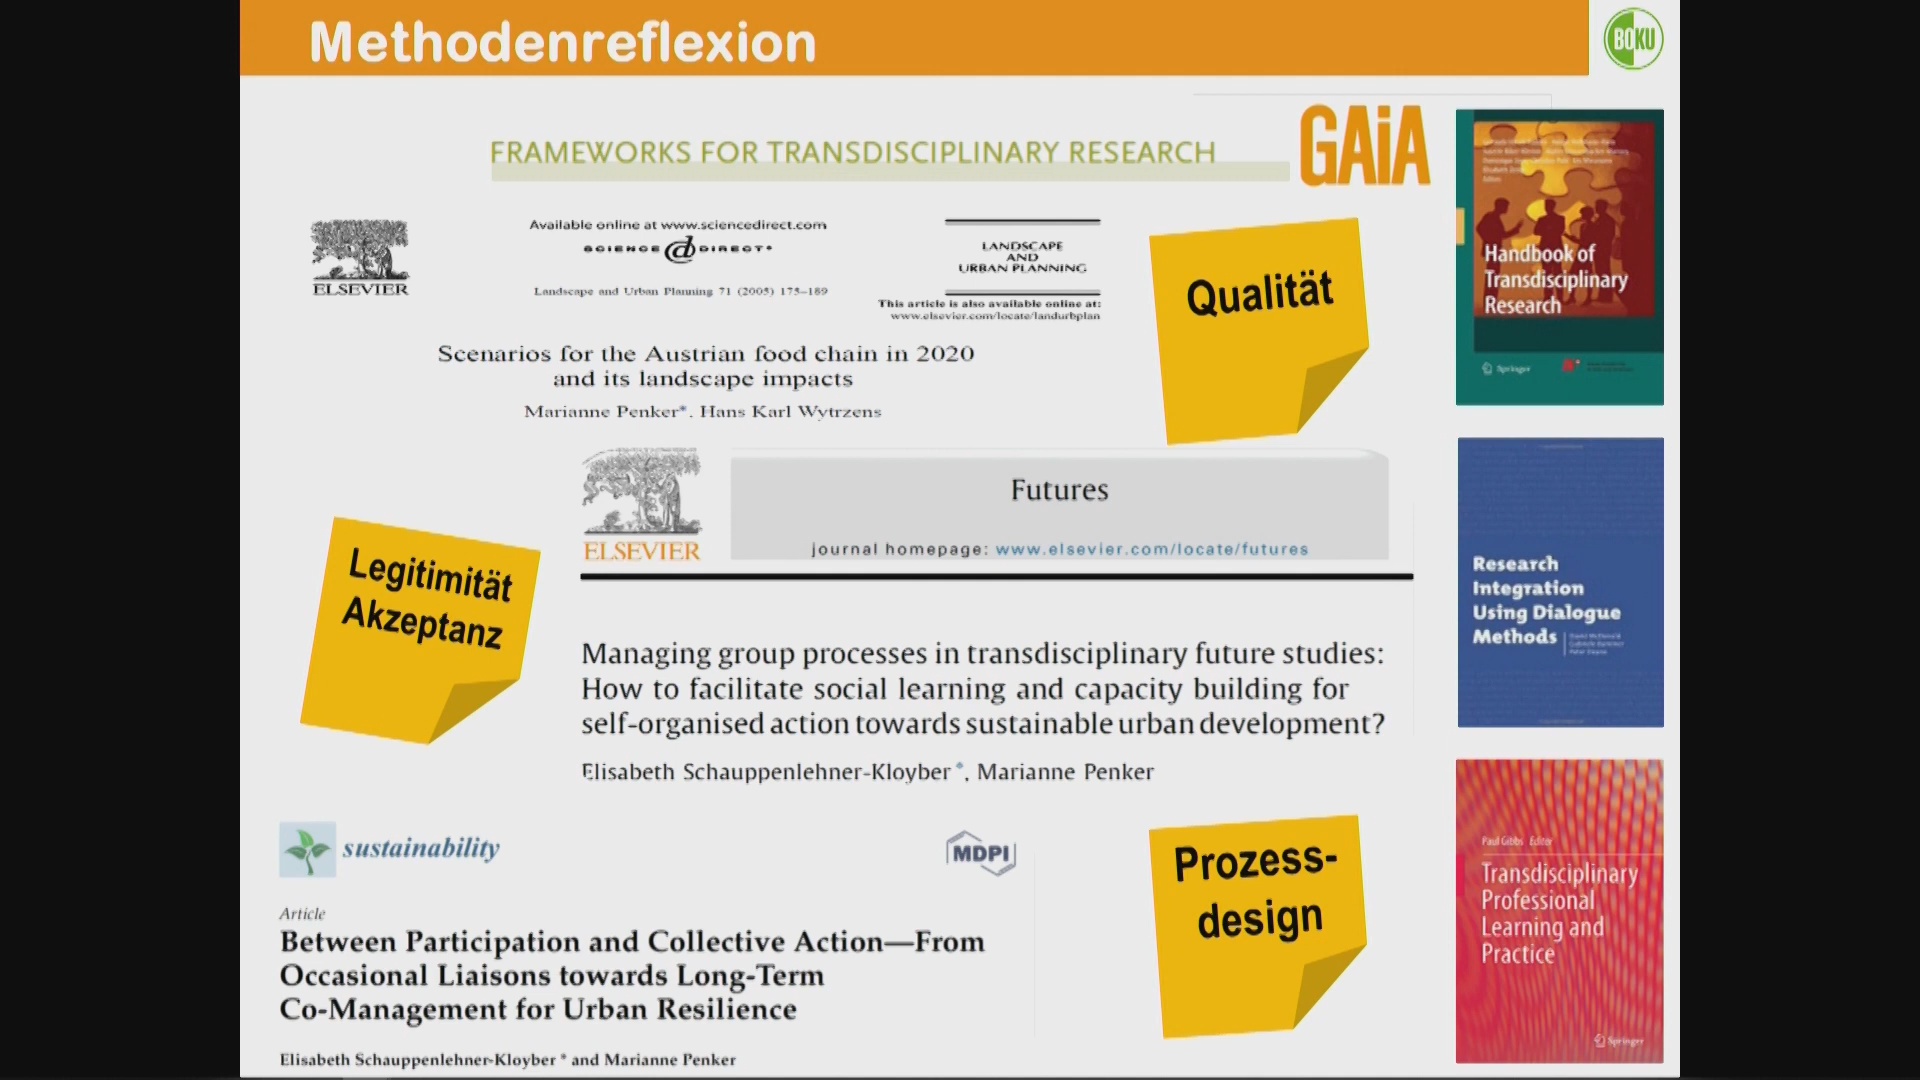 Methodenreflexion
BOKU
FRAMEWORKS FOR TRANSDISCIPLINARY RESEARCH
GAiA
ELSEVIER
Available online at www.sciencedirect.com
SCIENCE @ DIRECT®
Landscape and Urban Planning 71 (2005) 175–189
LANDSCAPE
AND
URBAN PLANNING
This article is also available online at:
www.elsevier.com/locate/landurbplan
Scenarios for the Austrian food chain in 2020
and its landscape impacts
Marianne Penker*, Hans Karl Wytrzens
Qualität
Handbook of
Transdisciplinary
Research
Springer
ELSEVIER
Futures
journal homepage: www.elsevier.com/locate/futures
Legitimität
Akzeptanz
Managing group processes in transdisciplinary future studies:
How to facilitate social learning and capacity building for
self-organised action towards sustainable urban development?
Elisabeth Schauppenlehner-Kloyber *, Marianne Penker
Research
Integration
Using Dialogue
Methods
sustainability
MDPI
Article
Between Participation and Collective Action—From
Occasional Liaisons towards Long-Term
Co-Management for Urban Resilience
Elisabeth Schauppenlehner-Kloyber * and Marianne Penker
Prozess-
design
Paul Gibbs Editor
Transdisciplinary
Professional
Learning and
Practice
Springer